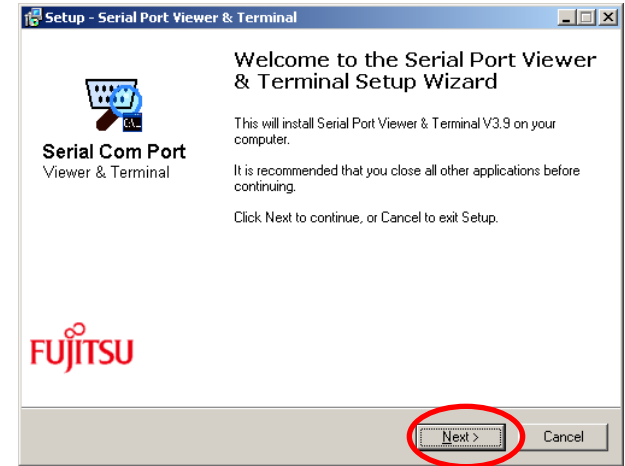 Setup - Serial Port Viewer & Terminal
Welcome to the Serial Port Viewer
& Terminal Setup Wizard
This will install Serial Port Viewer & Terminal V3.9 on your
computer.
It is recommended that you close all other applications before
continuing.
Click Next to continue, or Cancel to exit Setup.
Serial Com Port
Viewer & Terminal
FUJITSU
Next >
Cancel